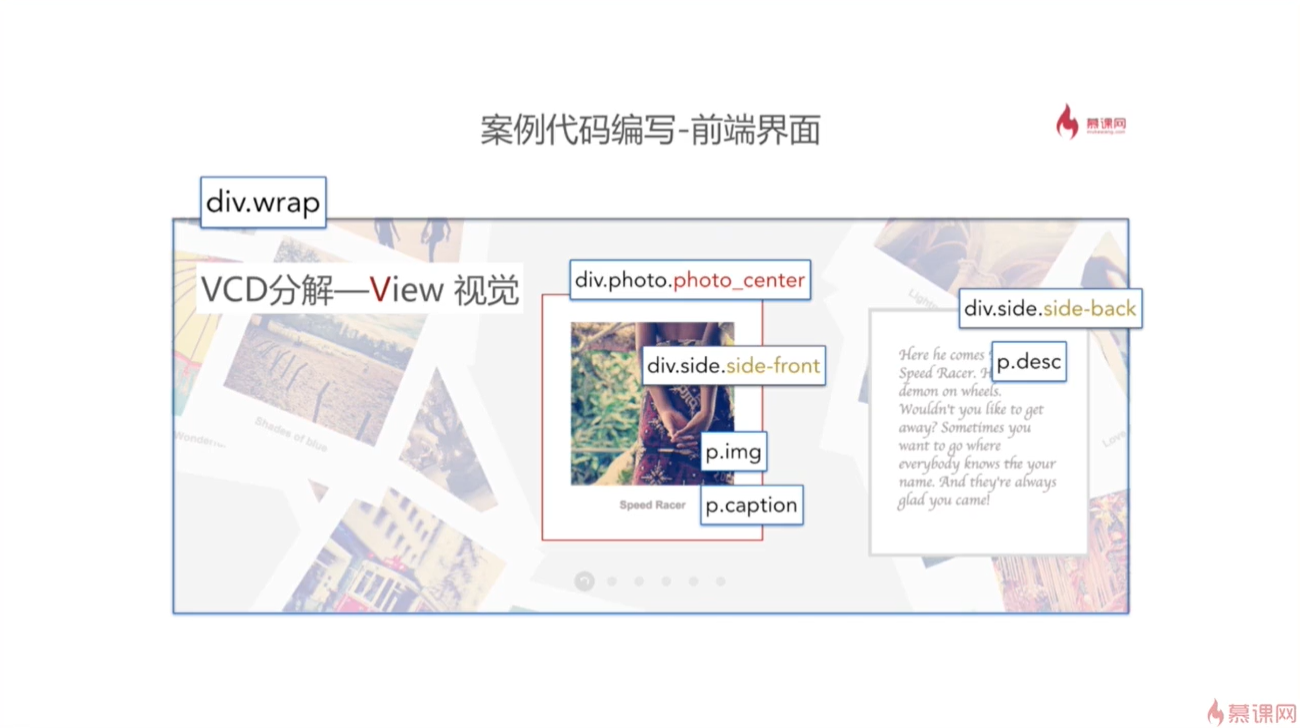 案例代码编写-前端界面
慕课网
div.wrap
VCD分解—View 视觉
div.photo.photo_center
div.side.side-front
p.img
Speed Racer
p.caption
div.side.side-back
p.desc
Here he comes
Speed Racer. H
demon on wheels.
Wouldn't you like to get
away? Sometimes you
want to go where
everybody knows the your
name. And they're always
glad you came!
Shades of blue
慕课网